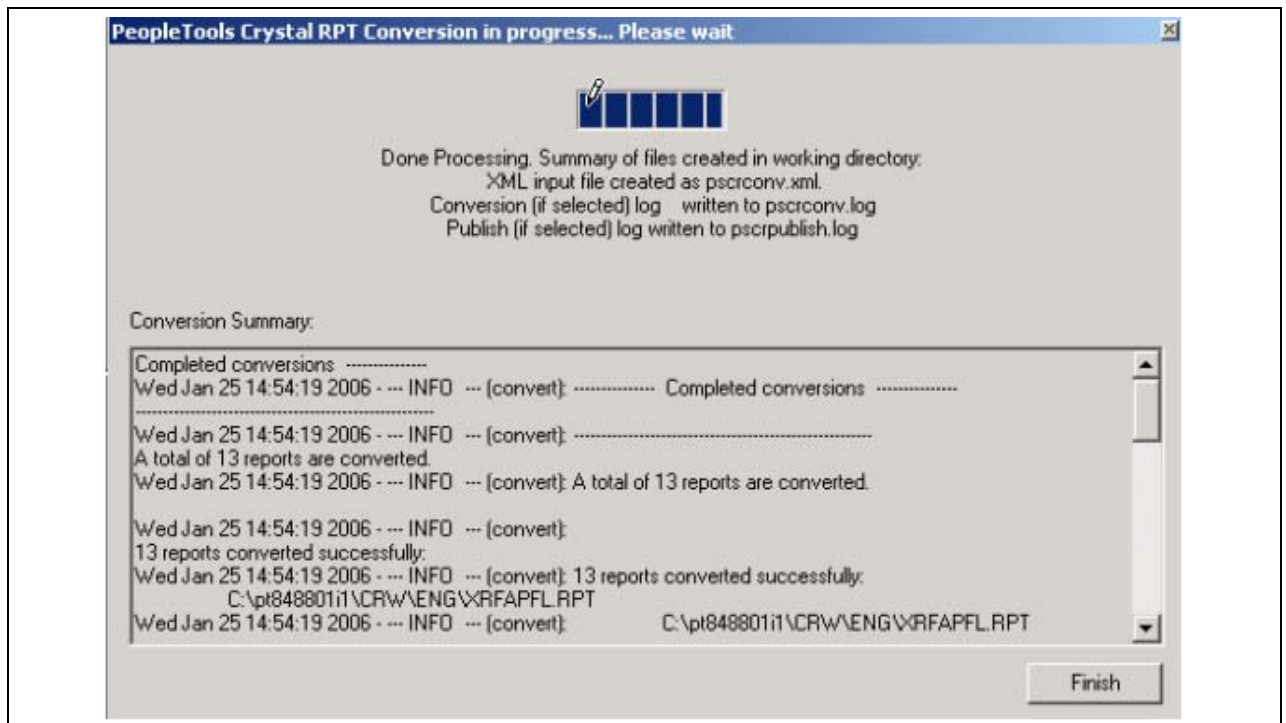 PeopleTools Crystal RPT Conversion in progress... Please wait
Done Processing. Summary of files created in working directory:
XML input file created as pscrconv.xml.
Conversion (if selected) log written to pscrconv.log
Publish (if selected) log written to pscrpublish.log
Conversion Summary:
Completed conversions ---------------
Wed Jan 25 14:54:19 2006 - --- INFO --- (convert): --------------- Completed conversions ---------------
-------------------------------------------------------
Wed Jan 25 14:54:19 2006 - --- INFO --- (convert): -------------------------------------------------------
A total of 13 reports are converted.
Wed Jan 25 14:54:19 2006 - --- INFO --- (convert): A total of 13 reports are converted.
Wed Jan 25 14:54:19 2006 - --- INFO --- (convert):
13 reports converted successfully:
Wed Jan 25 14:54:19 2006 - --- INFO --- (convert): 13 reports converted successfully:
C:\pt848801i1\CRW\ENG\XRFAPFL.RPT
Wed Jan 25 14:54:19 2006 - --- INFO --- (convert): C:\pt848801i1\CRW\ENG\XRFAPFL.RPT
Finish